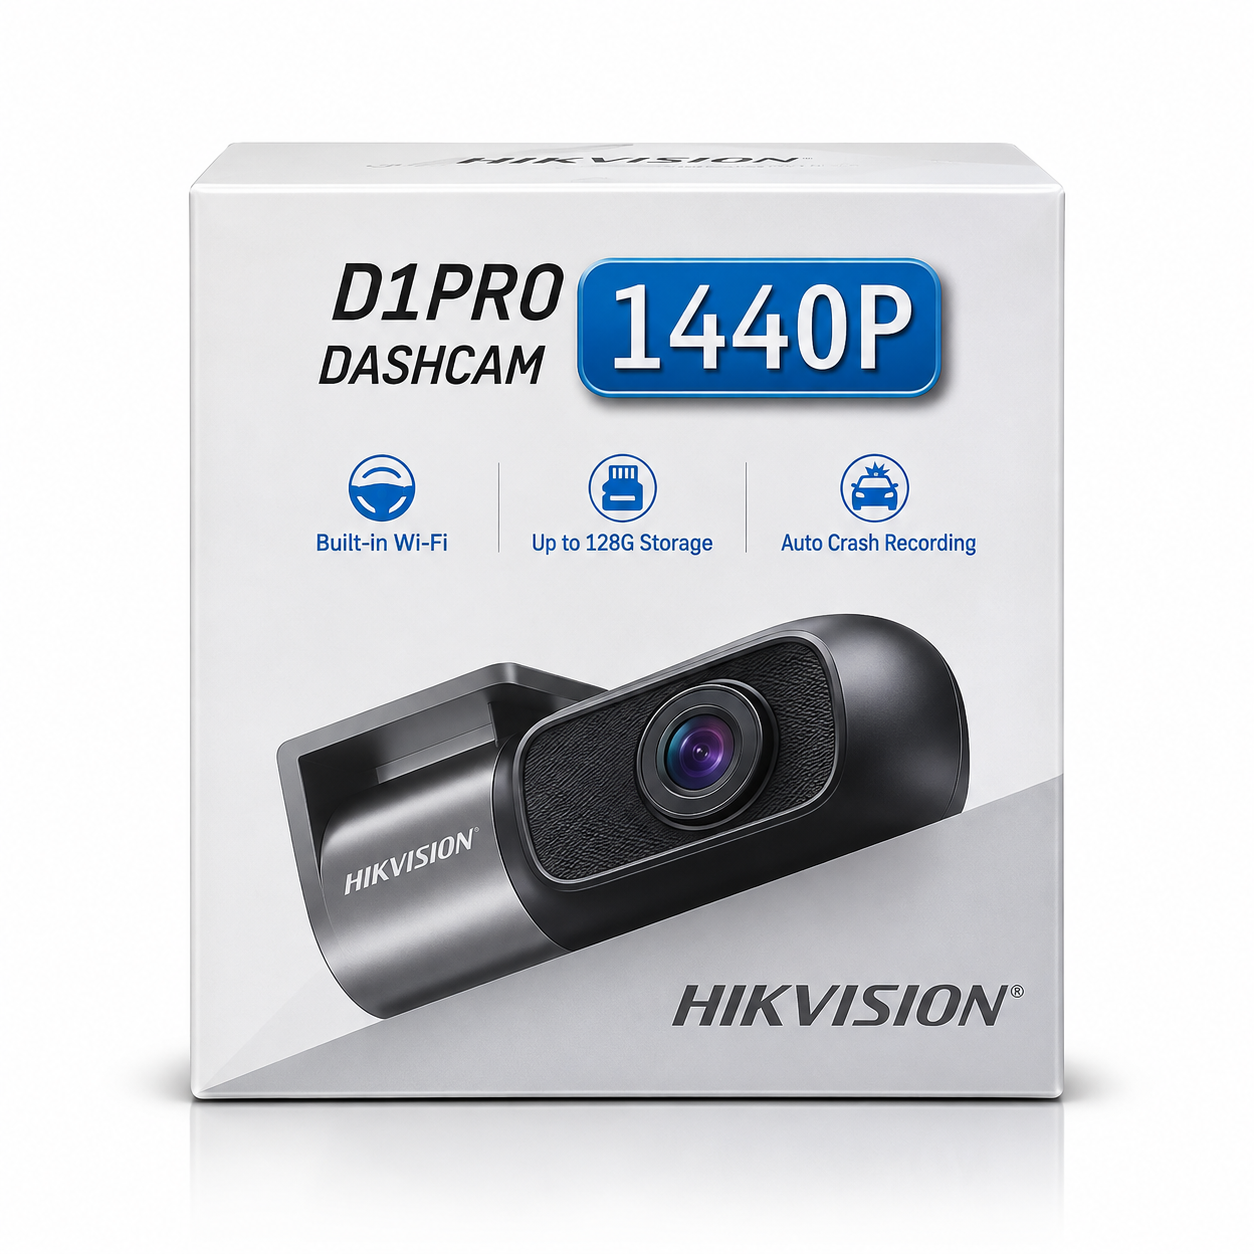 HIKVISION
D1PRO
DASHCAM
1440P
Built-in Wi-Fi
Up to 128G Storage
Auto Crash Recording
HIKVISION
HIKVISION®